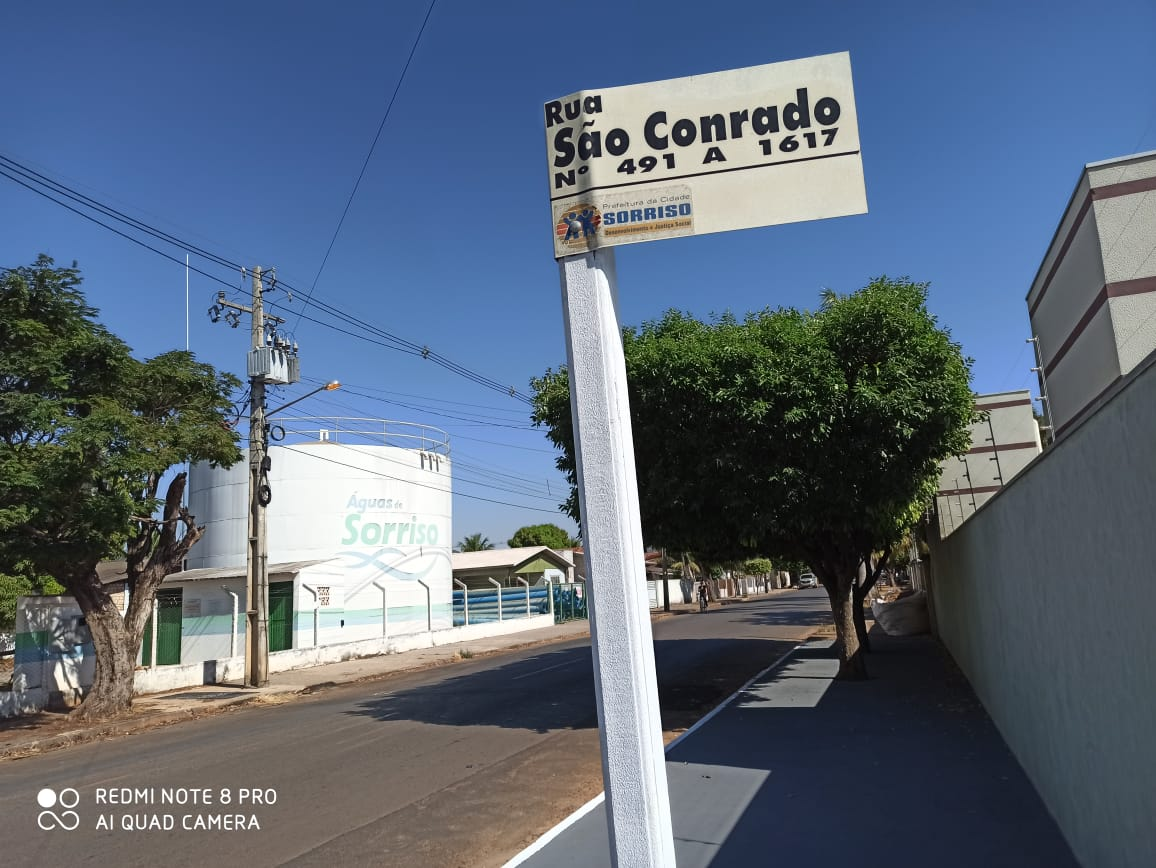 Rua
São Conrado
Nº 491 A 1617
Prefeitura da Cidade
SORRISO
Desenvolvimento e Justiça Social
Águas de
Sorriso
REDMI NOTE 8 PRO
AI QUAD CAMERA